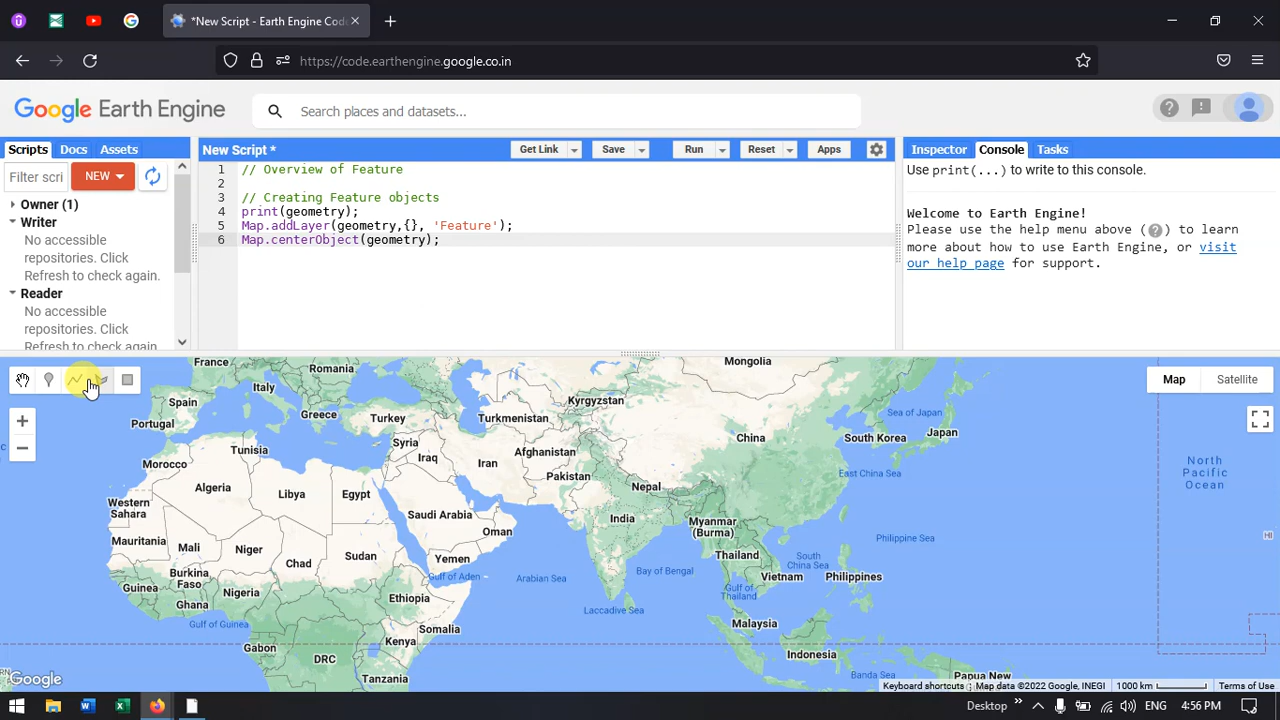 *New Script - Earth Engine Cod
https://code.earthengine.google.co.in
Google Earth Engine
Search places and datasets...
Scripts Docs Assets
New Script *
Get Link Save Run Reset Apps
Inspector Console Tasks
Filter scri
NEW
Owner (1)
Writer
No accessible
repositories. Click
Refresh to check again.
Reader
No accessible
repositories. Click
Refresh to check again
1 // Overview of Feature
2
3 // Creating Feature objects
4 print(geometry);
5 Map.addLayer(geometry,{}, 'Feature');
6 Map.centerObject(geometry);
Use print(...) to write to this console.
Welcome to Earth Engine!
Please use the help menu above (?) to learn
more about how to use Earth Engine, or visit
our help page for support.
Map Satellite
France
Romania
Mongolia
Italy
Spain
Kyrgyzstan
Greece
Turkey
Turkmenistan
Sea of Japan
Portugal
Syria
China
South Korea
Japan
Tunisia
Iraq
Iran
Afghanistan
Morocco
Pakistan
North
Pacific
Ocean
East China Sea
Algeria
Libya
Egypt
Nepal
Western
Sahara
Saudi Arabia
India
Myanmar
(Burma)
Oman
HI
Mauritania
Mali
Niger
Chad
Sudan
Yemen
Thailand
Philippine Sea
Burkina
Faso
Gulf of Aden
Arabian Sea
Bay of Bengal
South
China Sea
Vietnam
Philippines
Guinea
Nigeria
Ethiopia
Gulf of
Thailand
Ghana
Laccadive Sea
Gulf of Guinea
Somalia
Malaysia
Gabon
Kenya
DRC
Indonesia
Tanzania
Banda Sea
Papua New
RN
Google
Keyboard shortcuts Map data ©2022 Google, INEGI 1000 km Terms of Use
Desktop
4:56 PM